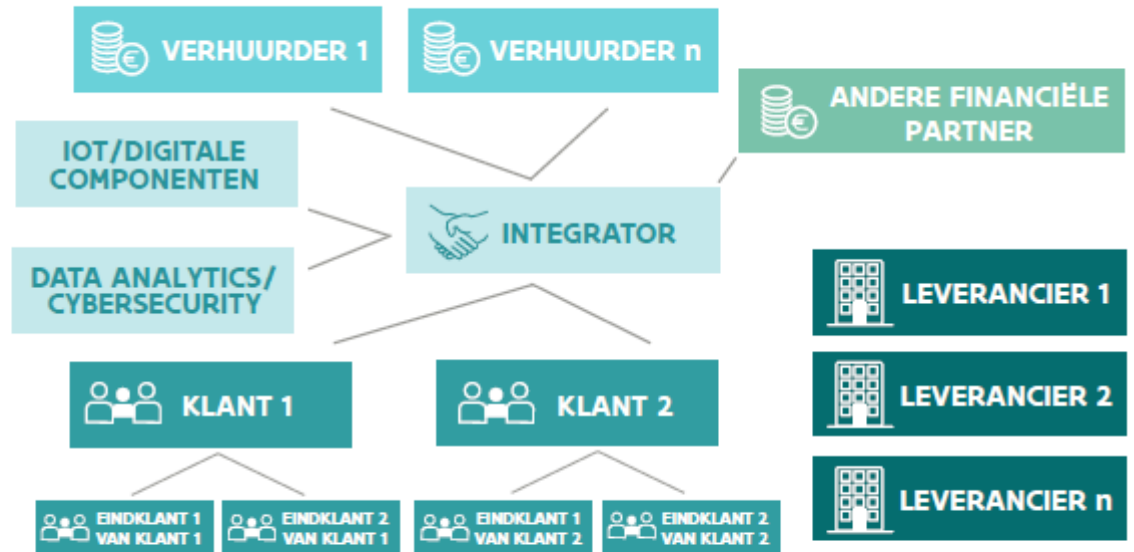 VERHUURDER 1
VERHUURDER n
ANDERE FINANCIËLE
PARTNER
IOT/DIGITALE
COMPONENTEN
INTEGRATOR
DATA ANALYTICS/
CYBERSECURITY
LEVERANCIER 1
LEVERANCIER 2
LEVERANCIER n
KLANT 1
KLANT 2
EINDKLANT 1
VAN KLANT 1
EINDKLANT 2
VAN KLANT 1
EINDKLANT 1
VAN KLANT 2
EINDKLANT 2
VAN KLANT 2